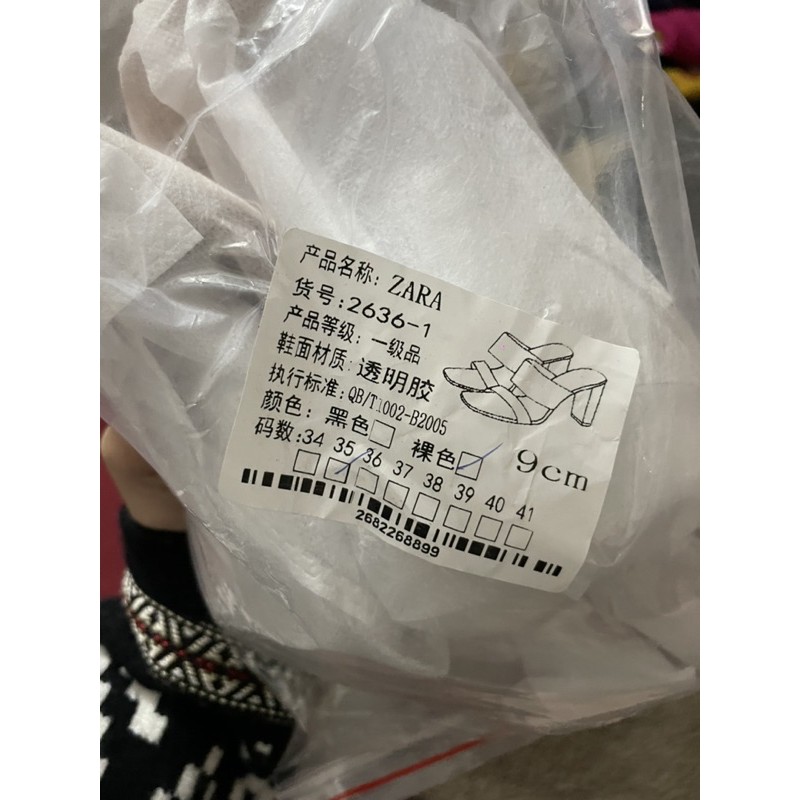 产品名称: ZARA
货号:2636-1
产品等级: 一级品
鞋面材质: 透明胶
执行标准: QB/T1002-B2005
颜色: 黑色 裸色 9cm
码数:34 35 36 37 38 39 40 41
2682268899